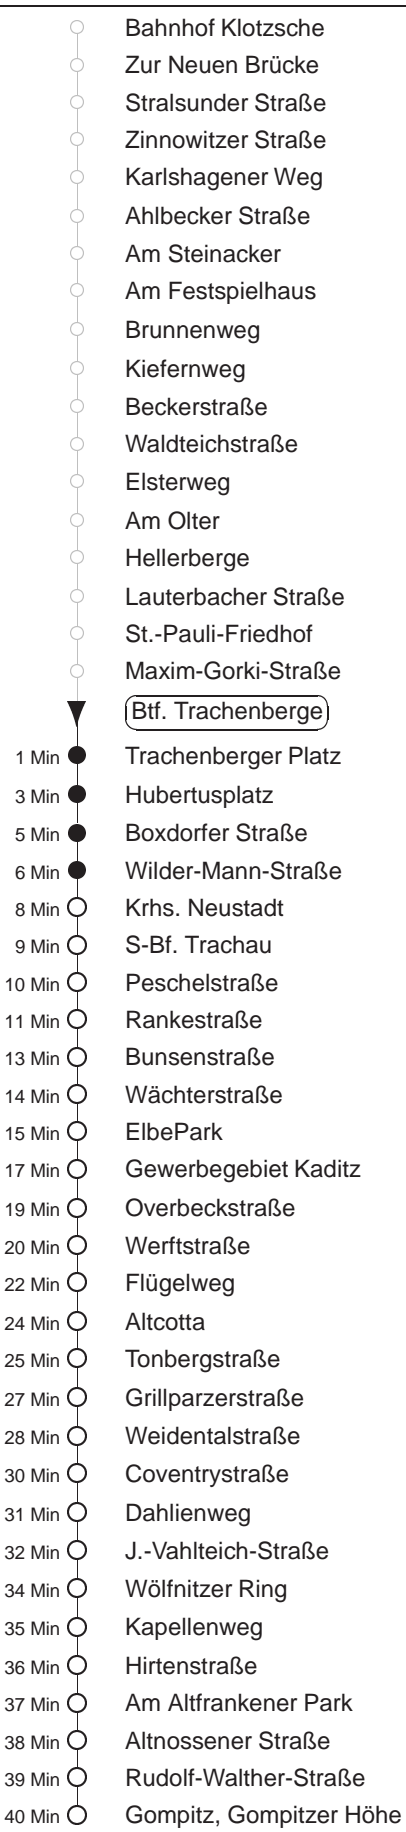 Bahnhof Klotzsche
Zur Neuen Brücke
Stralsunder Straße
Zinnowitzer Straße
Karlshagener Weg
Ahlbecker Straße
Am Steinacker
Am Festspielhaus
Brunnenweg
Kiefernweg
Beckerstraße
Waldteichstraße
Elsterweg
Am Olter
Hellerberge
Lauterbacher Straße
St.-Pauli-Friedhof
Maxim-Gorki-Straße
Btf. Trachenberge
1 Min Trachenberger Platz
3 Min Hubertusplatz
5 Min Boxdorfer Straße
6 Min Wilder-Mann-Straße
8 Min Krhs. Neustadt
9 Min S-Bf. Trachau
10 Min Peschelstraße
11 Min Rankestraße
13 Min Bunsenstraße
14 Min Wächterstraße
15 Min ElbePark
17 Min Gewerbegebiet Kaditz
19 Min Overbeckstraße
20 Min Werftstraße
22 Min Flügelweg
24 Min Altcotta
25 Min Tonbergstraße
27 Min Grillparzerstraße
28 Min Weidentalstraße
30 Min Coventrystraße
31 Min Dahlienweg
32 Min J.-Vahlteich-Straße
34 Min Wölfnitzer Ring
35 Min Kapellenweg
36 Min Hirtenstraße
37 Min Am Altfrankener Park
38 Min Altnossener Straße
39 Min Rudolf-Walther-Straße
40 Min Gompitz, Gompitzer Höhe